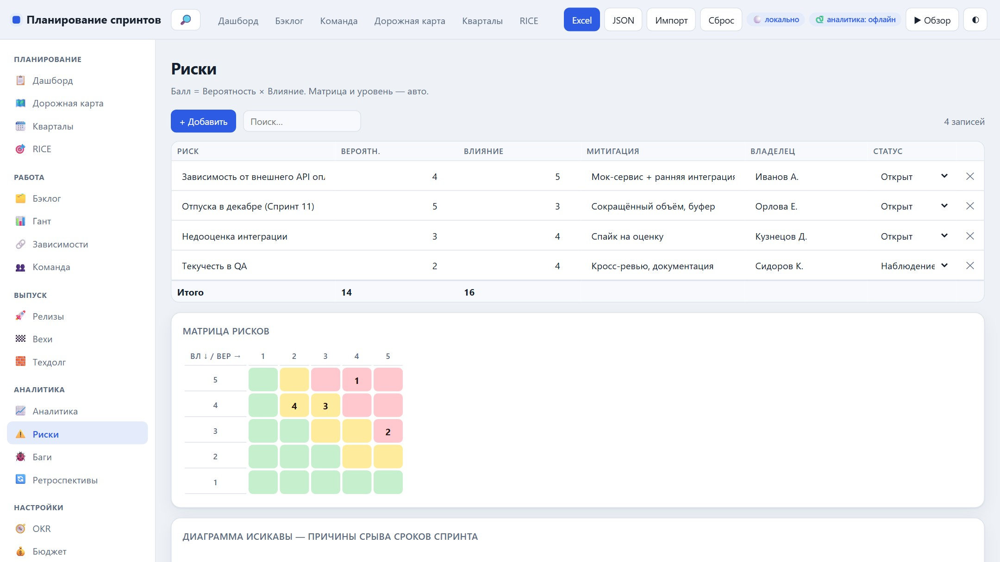 Планирование спринтов
Дашборд Бэклог Команда Дорожная карта Кварталы RICE
Excel JSON Импорт Сброс локально аналитика: офлайн ▶ Обзор
ПЛАНИРОВАНИЕ
Дашборд
Дорожная карта
Кварталы
RICE
РАБОТА
Бэклог
Гант
Зависимости
Команда
ВЫПУСК
Релизы
Вехи
Техдолг
АНАЛИТИКА
Аналитика
Риски
Баги
Ретроспективы
НАСТРОЙКИ
OKR
Бюджет
Риски
Балл = Вероятность × Влияние. Матрица и уровень — авто.
+ Добавить Поиск... 4 записей
РИСК ВЕРОЯТН. ВЛИЯНИЕ МИТИГАЦИЯ ВЛАДЕЛЕЦ СТАТУС
Зависимость от внешнего API 4 5 Мок-сервис + ранняя интеграция Иванов А. Открыт
Отпуска в декабре (Спринт 11) 5 3 Сокращённый объём, буфер Орлова Е. Открыт
Недооценка интеграции 3 4 Спайк на оценку Кузнецов Д. Открыт
Текучесть в QA 2 4 Кросс-ревью, документация Сидоров К. Наблюдение
Итого 14 16
МАТРИЦА РИСКОВ
ВЛ ↓ / ВЕР → 1 2 3 4 5
5 1
4 4 3
3 2
2
1
ДИАГРАММА ИСИКАВЫ — ПРИЧИНЫ СРЫВА СРОКОВ СПРИНТА